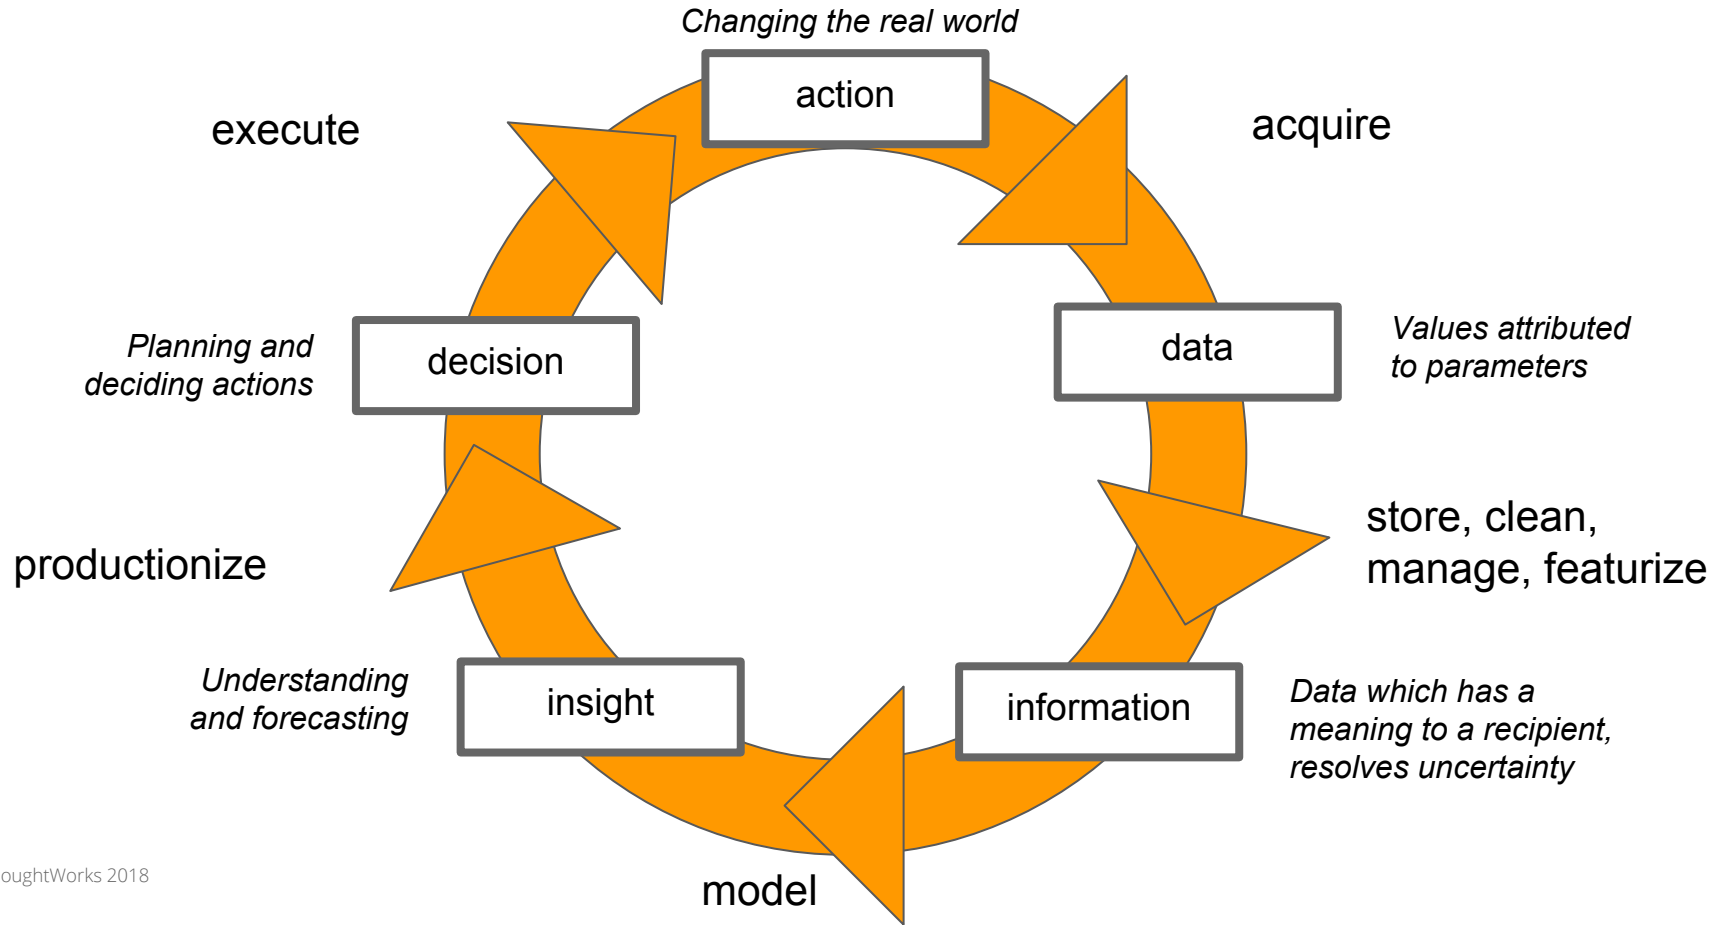 Changing the real world
action
execute
acquire
Planning and
deciding actions
decision
data
Values attributed
to parameters
productionize
store, clean,
manage, featurize
Understanding
and forecasting
insight
information
Data which has a
meaning to a recipient,
resolves uncertainty
oughtWorks 2018
model